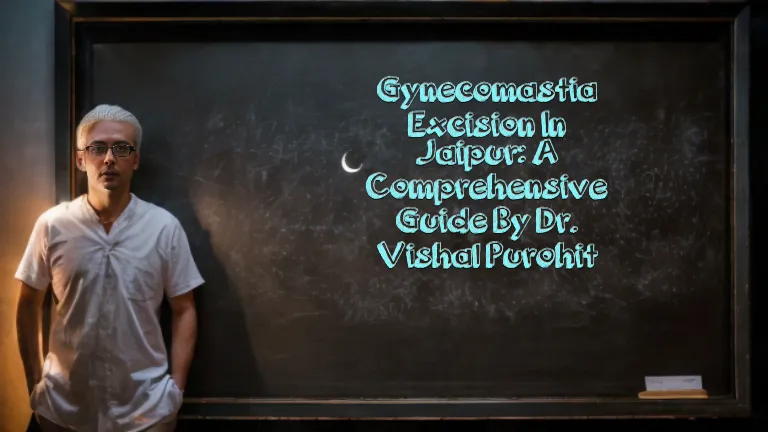 Gynecomastia
Excision In
Jaipur: A
Comprehensive
Guide By Dr.
Vishal Purohit